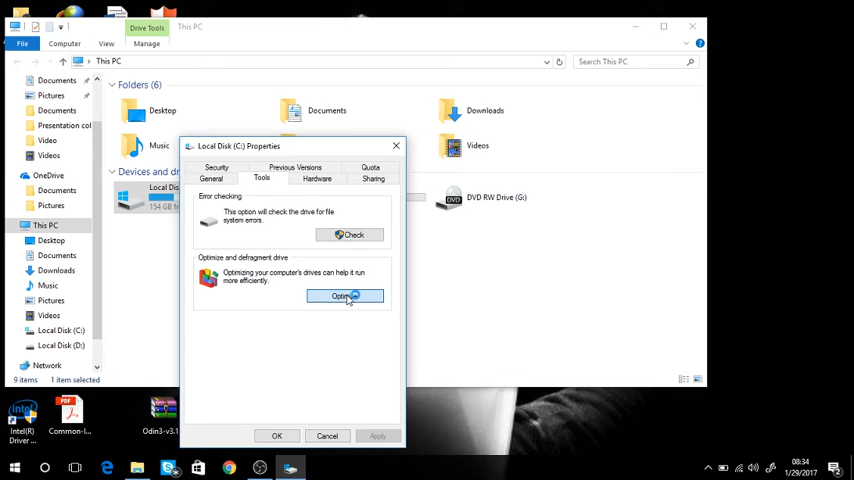 Drive Tools
This PC
File
Computer
View
Manage
This PC
Search This PC
Documents
Pictures
Documents
Presentation col
Video
Videos
OneDrive
Documents
Pictures
This PC
Desktop
Documents
Downloads
Music
Pictures
Videos
Local Disk (C:)
Local Disk (D:)
Network
Folders (6)
Desktop
Documents
Downloads
Music
Videos
Devices and dr
Local Dis
154 GB fr
DVD RW Drive (G:)
DVD
9 items
1 item selected
Local Disk (C:) Properties
Security
Previous Versions
Quota
General
Tools
Hardware
Sharing
Error checking
This option will check the drive for file
system errors.
Check
Optimize and defragment drive
Optimizing your computer's drives can help it run
more efficiently.
OK
Cancel
Apply
Intel(R)
Driver ...
PDF
Common-I...
Odin3-v3.1
08:34
1/29/2017
2